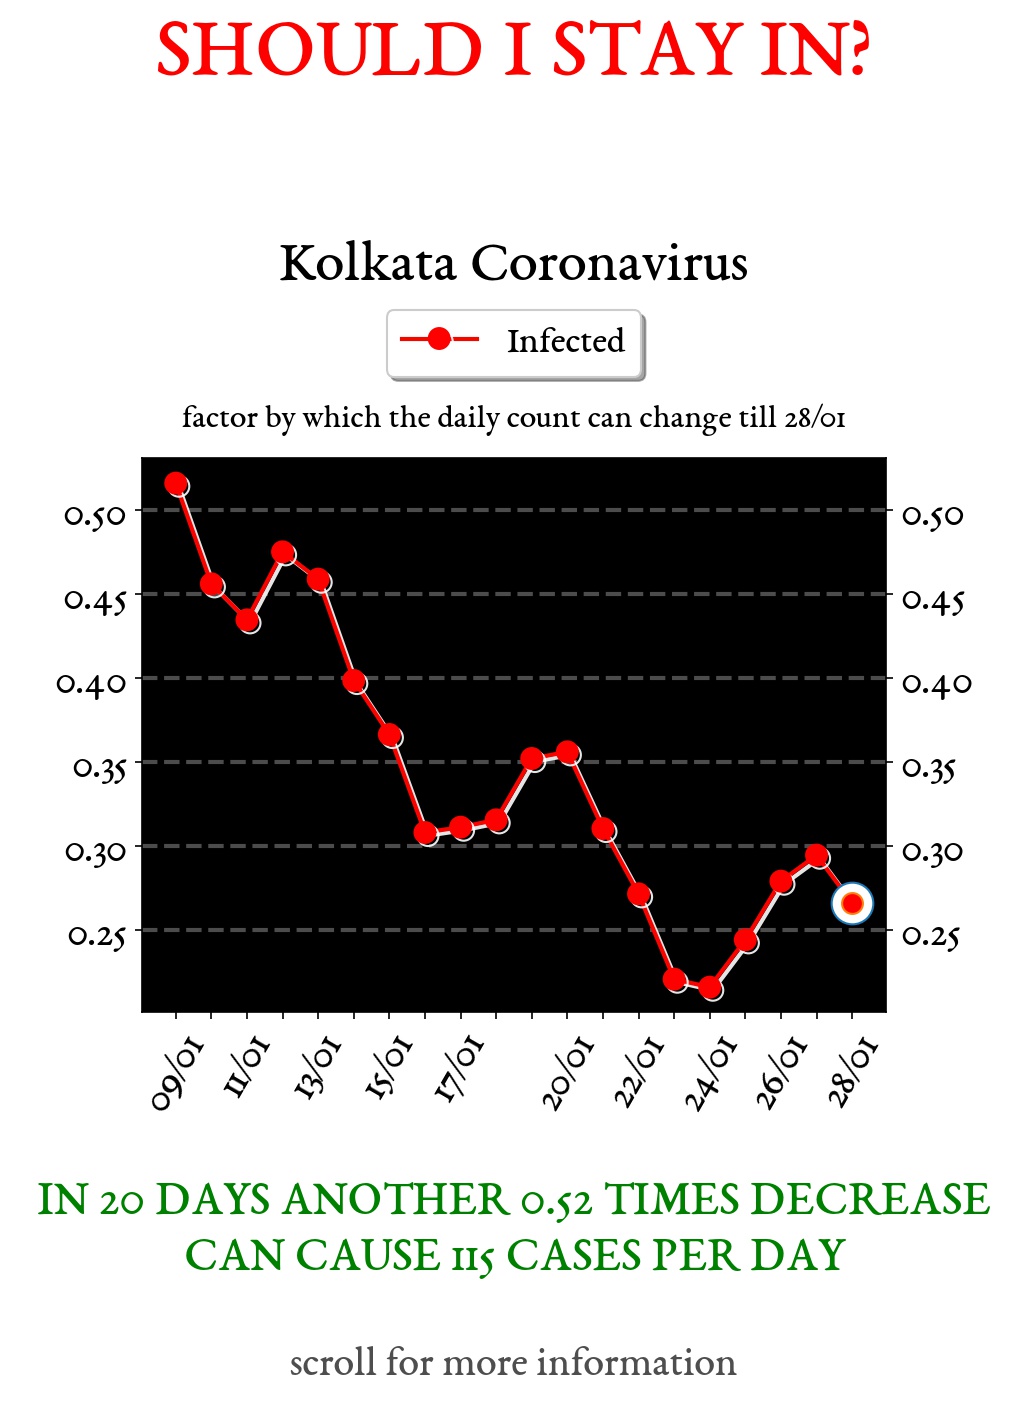 SHOULD I STAY IN?
Kolkata Coronavirus
Infected
factor by which the daily count can change till 28/01
0.50 0.50
0.45 0.45
0.40 0.40
0.35 0.35
0.30 0.30
0.25 0.25
09/01 11/01 13/01 15/01 17/01 20/01 22/01 24/01 26/01 28/01
IN 20 DAYS ANOTHER 0.52 TIMES DECREASE
CAN CAUSE 115 CASES PER DAY
scroll for more information